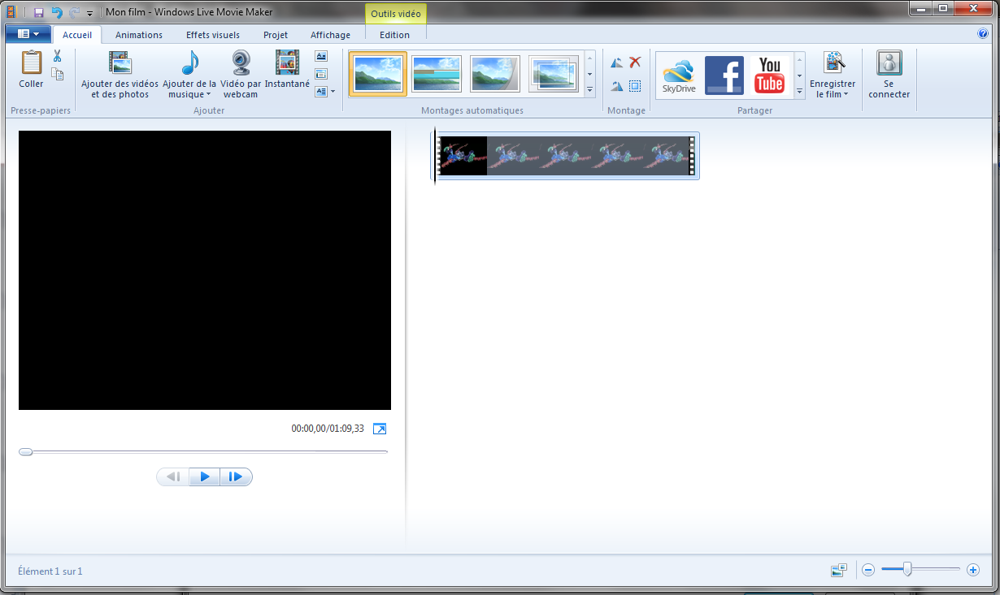 Mon film - Windows Live Movie Maker
Outils vidéo
Accueil
Animations
Effets visuels
Projet
Affichage
Edition
Coller
Presse-papiers
Ajouter des vidéos
et des photos
Ajouter de la
musique
Vidéo par
webcam
Instantané
Ajouter
Montages automatiques
Montage
SkyDrive
f
You
Tube
Partager
Enregistrer
le film
Se
connecter
00:00,00/01:09,33
Élément 1 sur 1